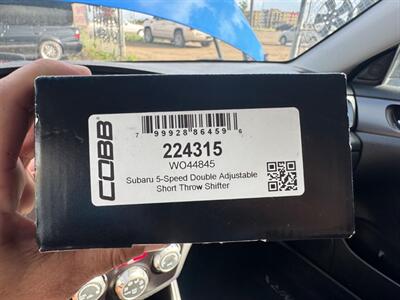 COBB
7 99928 86459 6
224315
WO44845
Subaru 5-Speed Double Adjustable
Short Throw Shifter